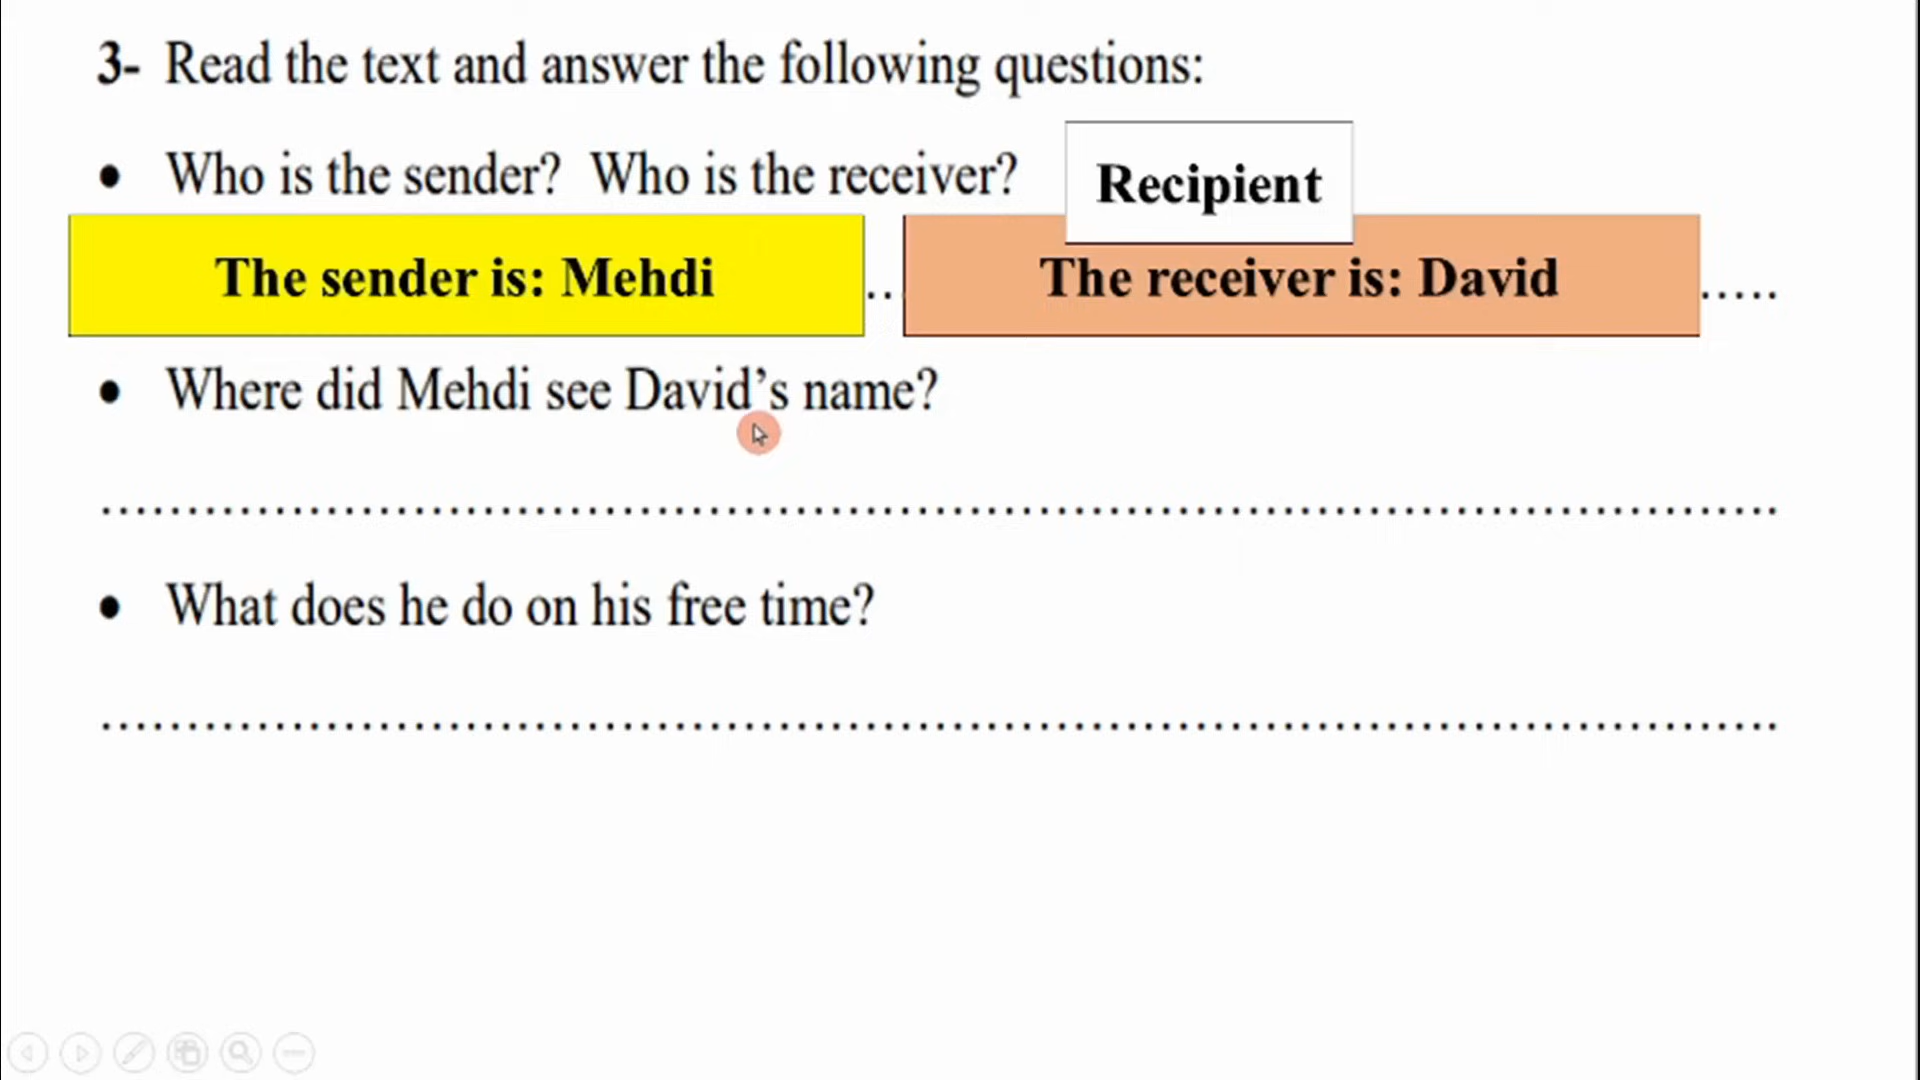 3- Read the text and answer the following questions:
• Who is the sender? Who is the receiver?
Recipient
The sender is: Mehdi
The receiver is: David
• Where did Mehdi see David’s name?
• What does he do on his free time?